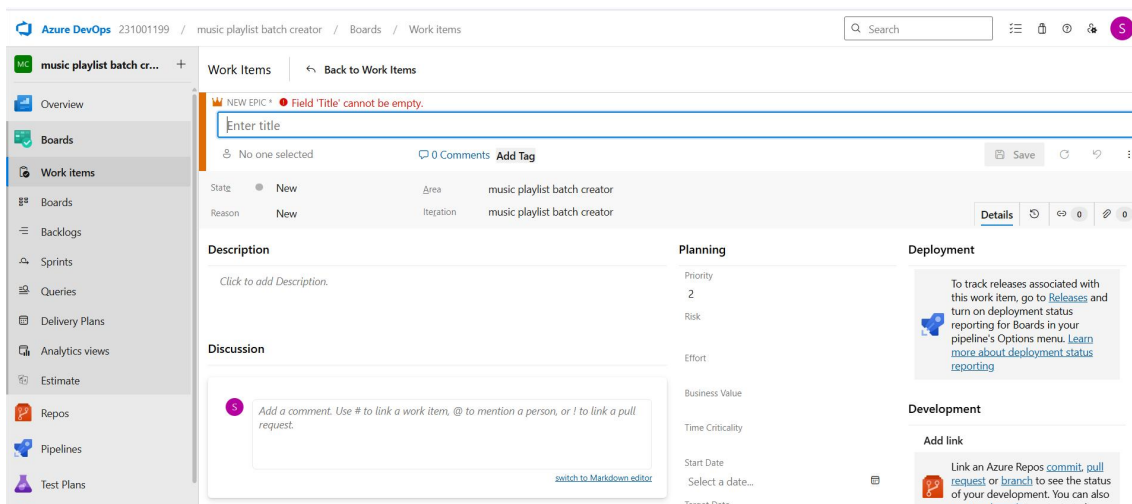 Azure DevOps 231001199 / music playlist batch creator / Boards / Work items Search S
MC music playlist batch cr... +
Overview
Boards
Work items
Boards
Backlogs
Sprints
Queries
Delivery Plans
Analytics views
Estimate
Repos
Pipelines
Test Plans
Work Items Back to Work Items
NEW EPIC * Field 'Title' cannot be empty.
Enter title
No one selected 0 Comments Add Tag Save
State New Area music playlist batch creator
Reason New Iteration music playlist batch creator
Details 0 0
Description
Click to add Description.
Discussion
S
Add a comment. Use # to link a work item, @ to mention a person, or ! to link a pull
request.
switch to Markdown editor
Planning
Priority
2
Risk
Effort
Business Value
Time Criticality
Start Date
Select a date...
Target Date
Deployment
To track releases associated with
this work item, go to Releases and
turn on deployment status
reporting for Boards in your
pipeline's Options menu. Learn
more about deployment status
reporting
Development
Add link
Link an Azure Repos commit, pull
request or branch to see the status
of your development. You can also